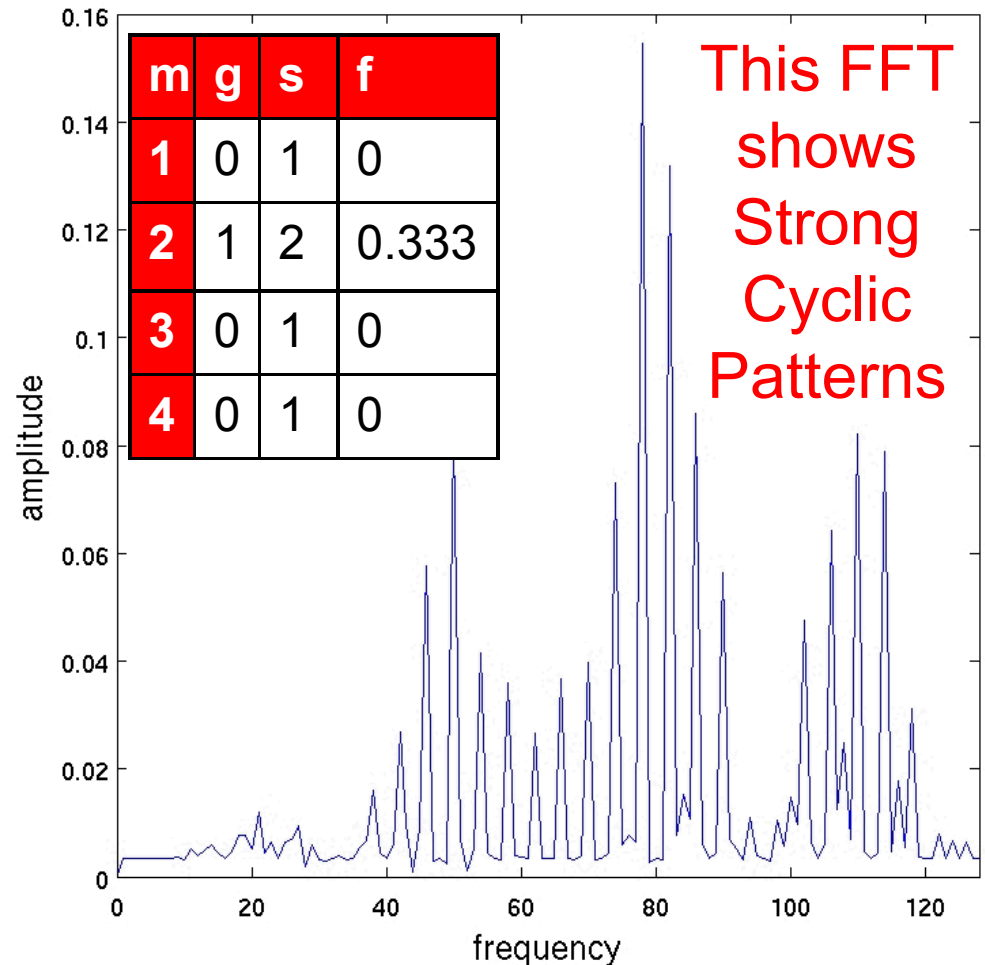 0.16
0.14
0.12
0.1
0.08
0.06
0.04
0.02
0
amplitude
m g s f
1 0 1 0
2 1 2 0.333
3 0 1 0
4 0 1 0
This FFT
shows
Strong
Cyclic
Patterns
0 20 40 60 80 100 120
frequency